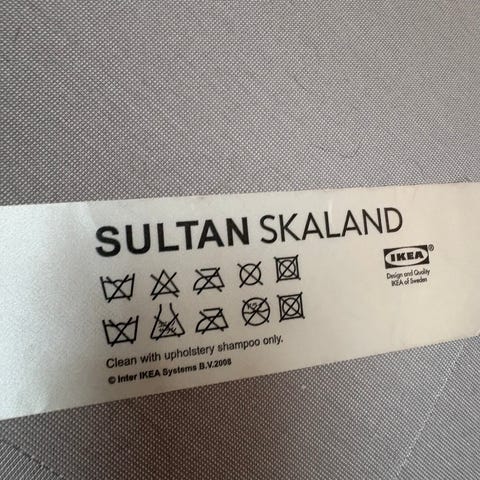 SULTAN SKALAND
IKEA®
Design and Quality
IKEA of Sweden
Clean with upholstery shampoo only.
© Inter IKEA Systems B.V.2008